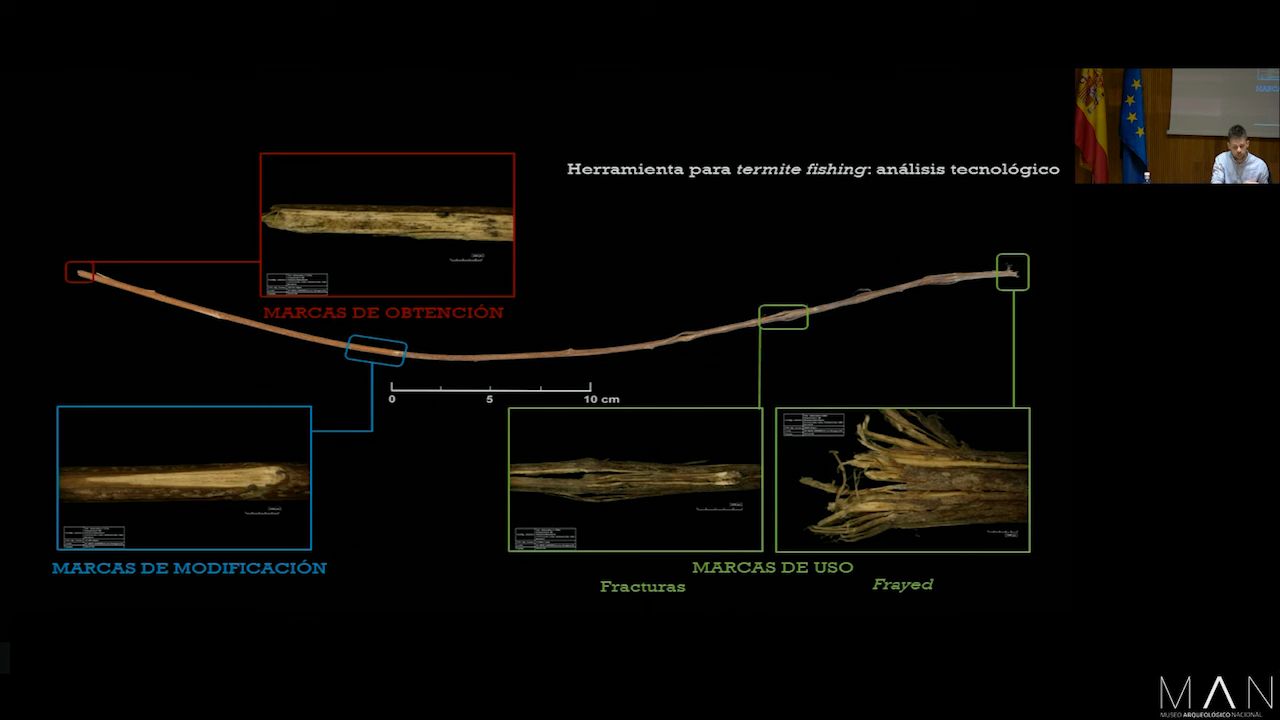 Herramienta para termite fishing: análisis tecnológico
MARCAS DE OBTENCIÓN
0 5 10 cm
MARCAS DE MODIFICACIÓN
MARCAS DE USO
Fracturas
Frayed
MAN
MUSEO ARQUEOLÓGICO NACIONAL